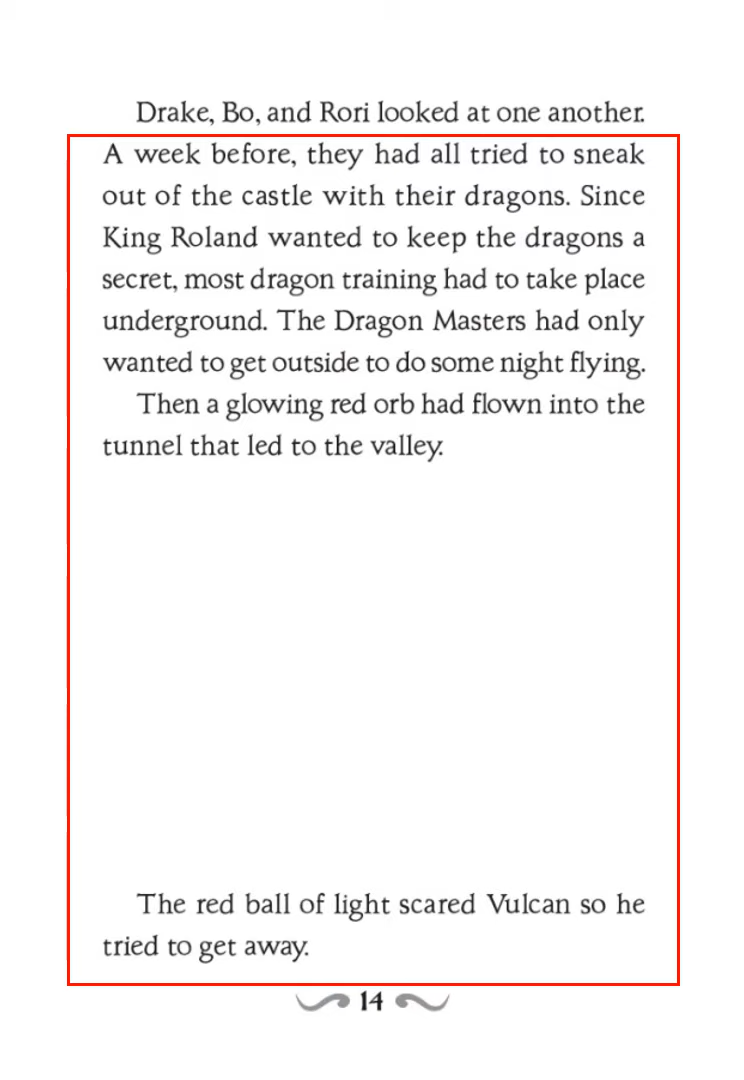 Drake, Bo, and Rori looked at one another.
A week before, they had all tried to sneak
out of the castle with their dragons. Since
King Roland wanted to keep the dragons a
secret, most dragon training had to take place
underground. The Dragon Masters had only
wanted to get outside to do some night flying.
Then a glowing red orb had flown into the
tunnel that led to the valley.
The red ball of light scared Vulcan so he
tried to get away.
14